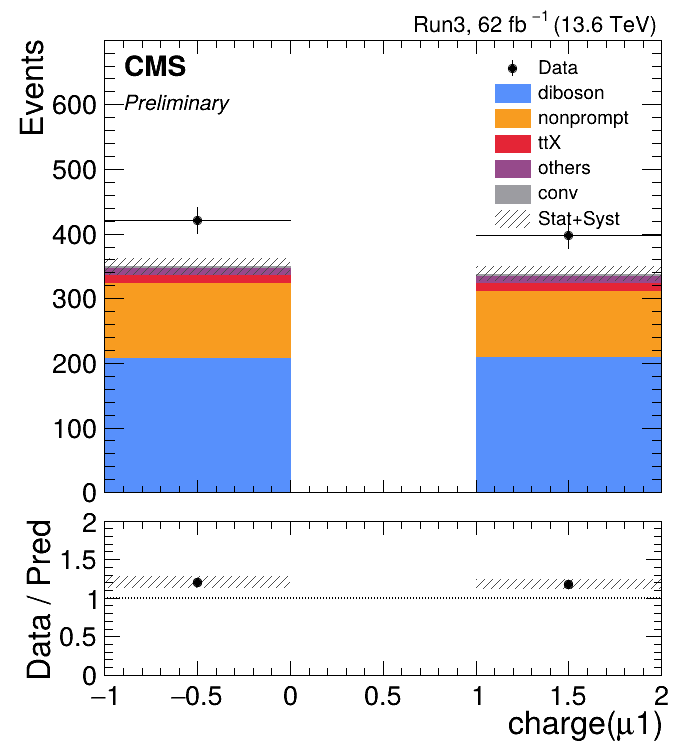 Run3, 62 fb⁻¹ (13.6 TeV)
CMS
Preliminary
Data
diboson
nonprompt
ttX
others
conv
Stat+Syst
Events
600
500
400
300
200
100
0
Data / Pred
2
1.5
1
0.5
0
−1 −0.5 0 0.5 1 1.5 2
charge(μ1)